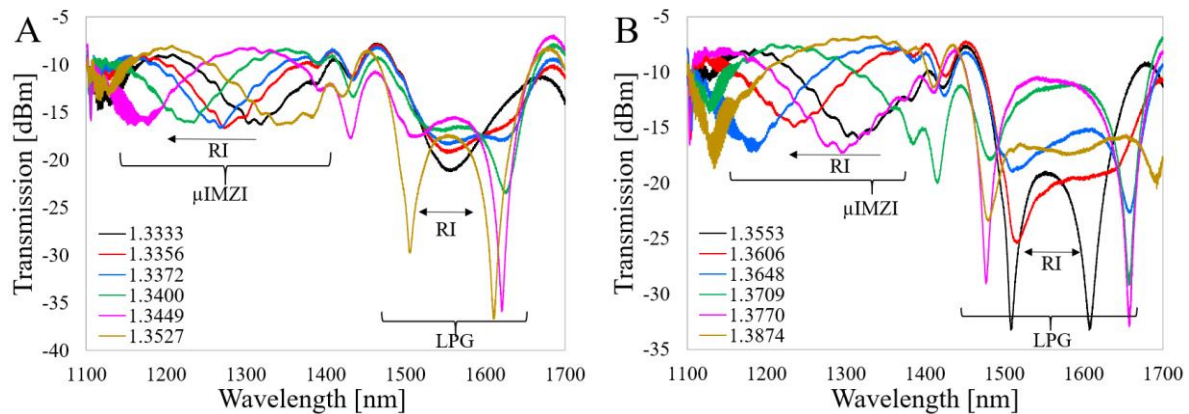 A
Transmission [dBm]
-5
-10
-15
-20
-25
-30
-35
-40
RI
µIMZI
RI
LPG
1.3333
1.3356
1.3372
1.3400
1.3449
1.3527
1100 1200 1300 1400 1500 1600 1700
Wavelength [nm]
B
Transmission [dBm]
-5
-10
-15
-20
-25
-30
-35
RI
µIMZI
RI
LPG
1.3553
1.3606
1.3648
1.3709
1.3770
1.3874
1100 1200 1300 1400 1500 1600 1700
Wavelength [nm]